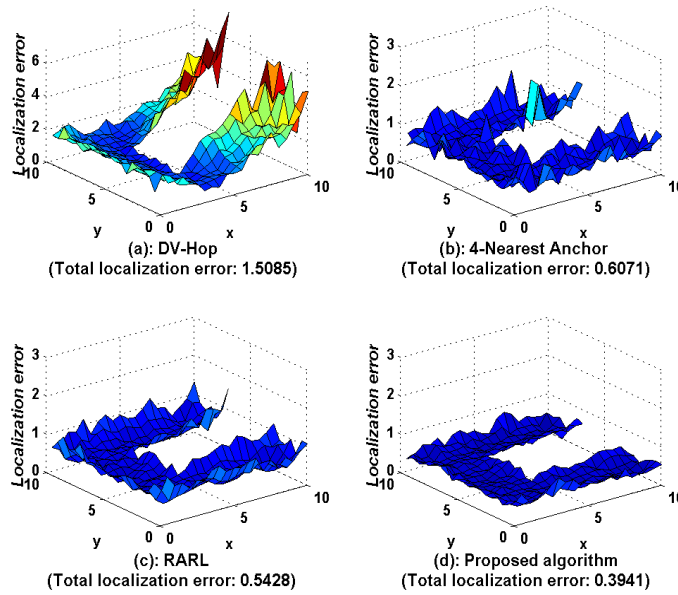 Localization error
6
4
2
0
10
5
0
y
0
5
10
x
(a): DV-Hop
(Total localization error: 1.5085)
Localization error
3
2
1
0
10
5
0
y
0
5
10
x
(b): 4-Nearest Anchor
(Total localization error: 0.6071)
Localization error
3
2
1
0
10
5
0
y
0
5
10
x
(c): RARL
(Total localization error: 0.5428)
Localization error
3
2
1
0
10
5
0
y
0
5
10
x
(d): Proposed algorithm
(Total localization error: 0.3941)